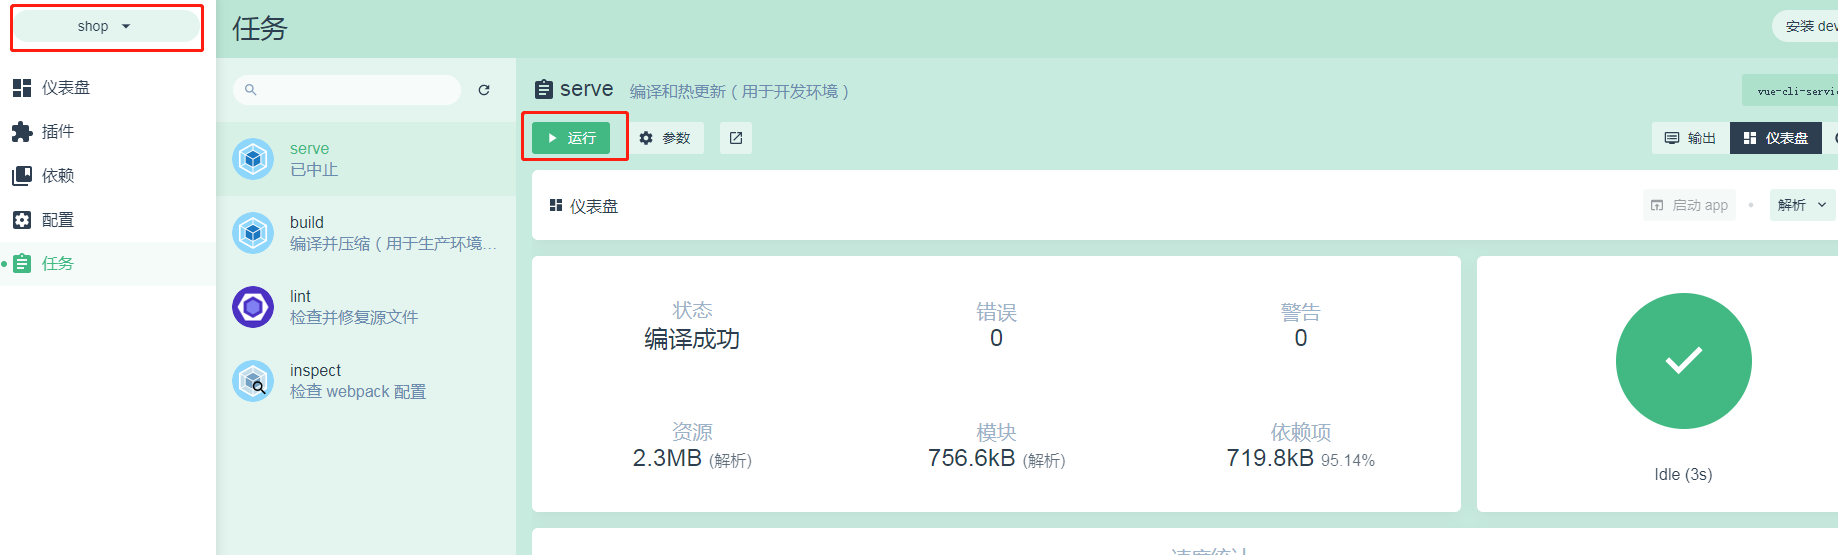 shop
仪表盘
插件
依赖
配置
任务
任务
安装 dev
serve
已中止
build
编译并压缩（用于生产环境...
lint
检查并修复源文件
inspect
检查 webpack 配置
serve 编译和热更新（用于开发环境）
vue-cli-servi
运行
参数
输出
仪表盘
仪表盘
启动 app
解析
状态
编译成功
错误
0
警告
0
资源
2.3MB (解析)
模块
756.6kB (解析)
依赖项
719.8kB 95.14%
Idle (3s)